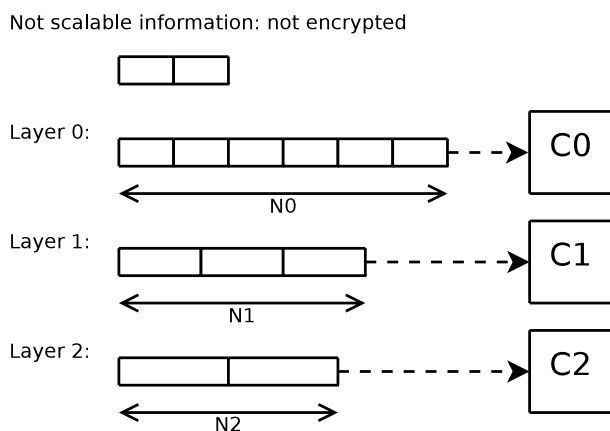 Not scalable information: not encrypted
Layer 0:
C0
N0
Layer 1:
C1
N1
Layer 2:
C2
N2